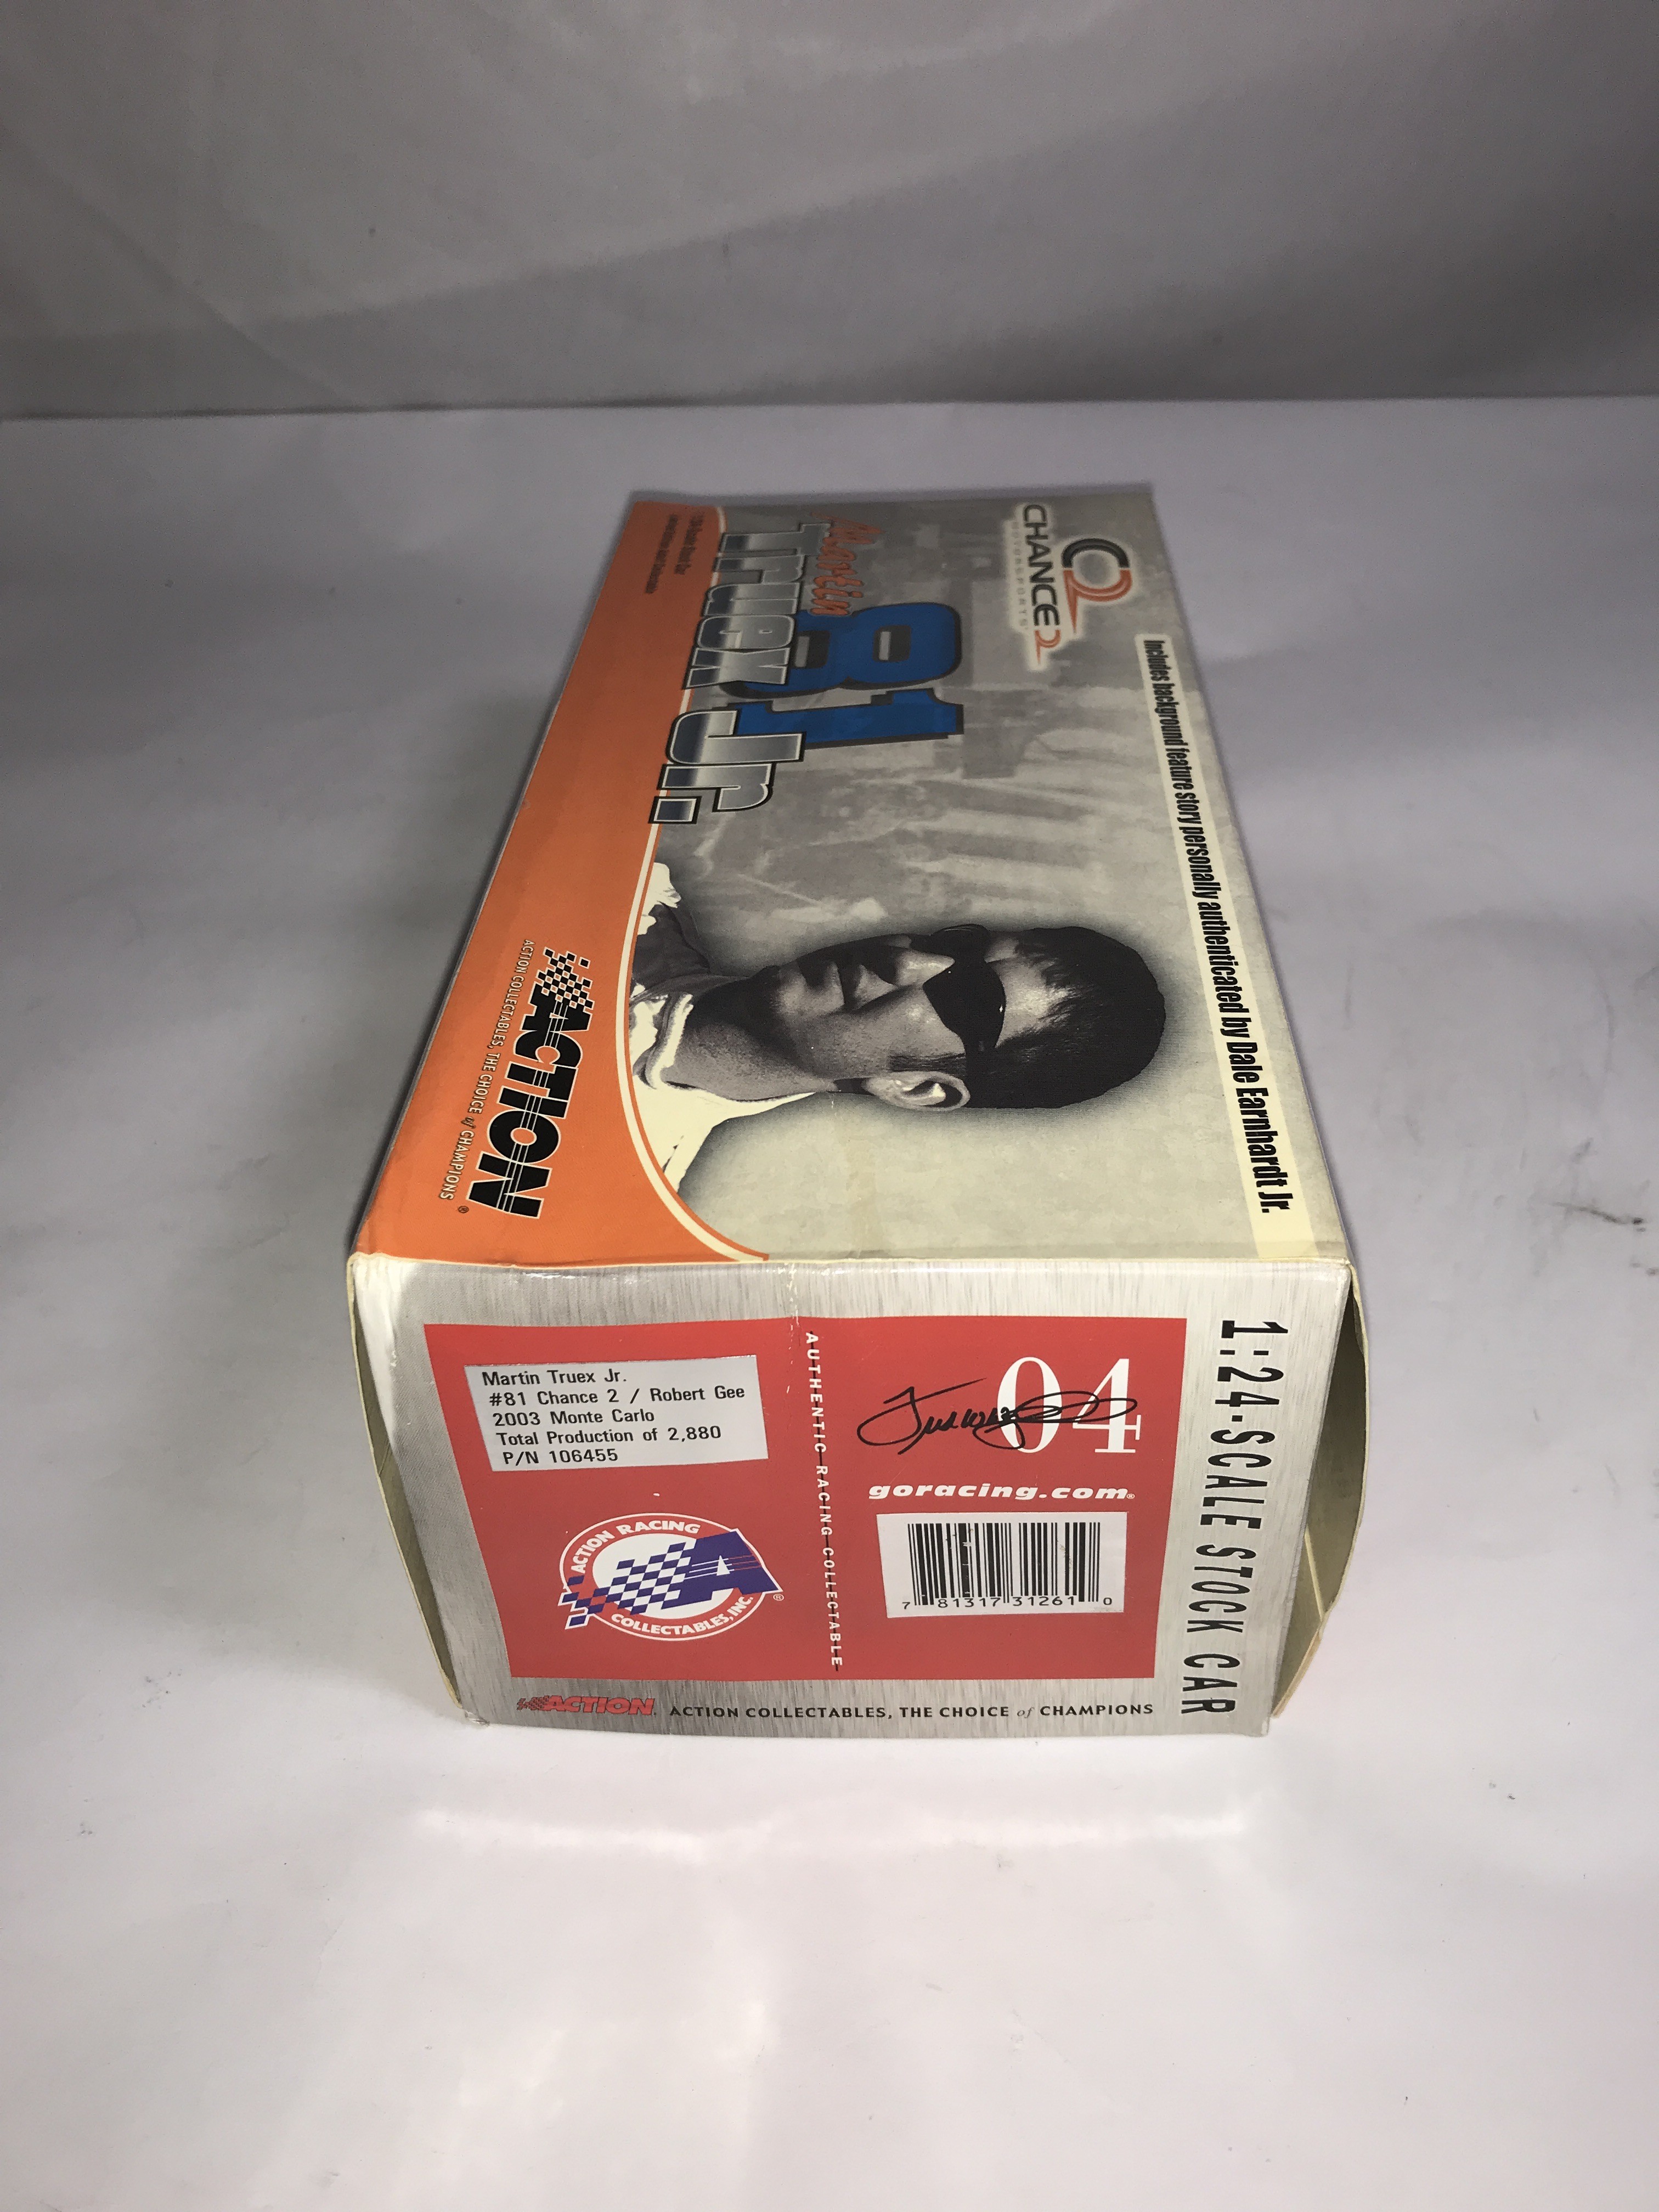 Includes background feature story personally authenticated by Dale Earnhardt Jr.
CHANCE 2
MOTORSPORTS
81
Martin
Truex Jr.
ACTION
ACTION COLLECTABLES, THE CHOICE of CHAMPIONS ®
1:24-SCALE STOCK CAR
04
goracing.com®
7 81317 31261 0
AUTHENTIC RACING COLLECTABLE
Martin Truex Jr.
#81 Chance 2 / Robert Gee
2003 Monte Carlo
Total Production of 2,880
P/N 106455
ACTION RACING
A
COLLECTABLES, INC. ®
ACTION. ACTION COLLECTABLES, THE CHOICE of CHAMPIONS